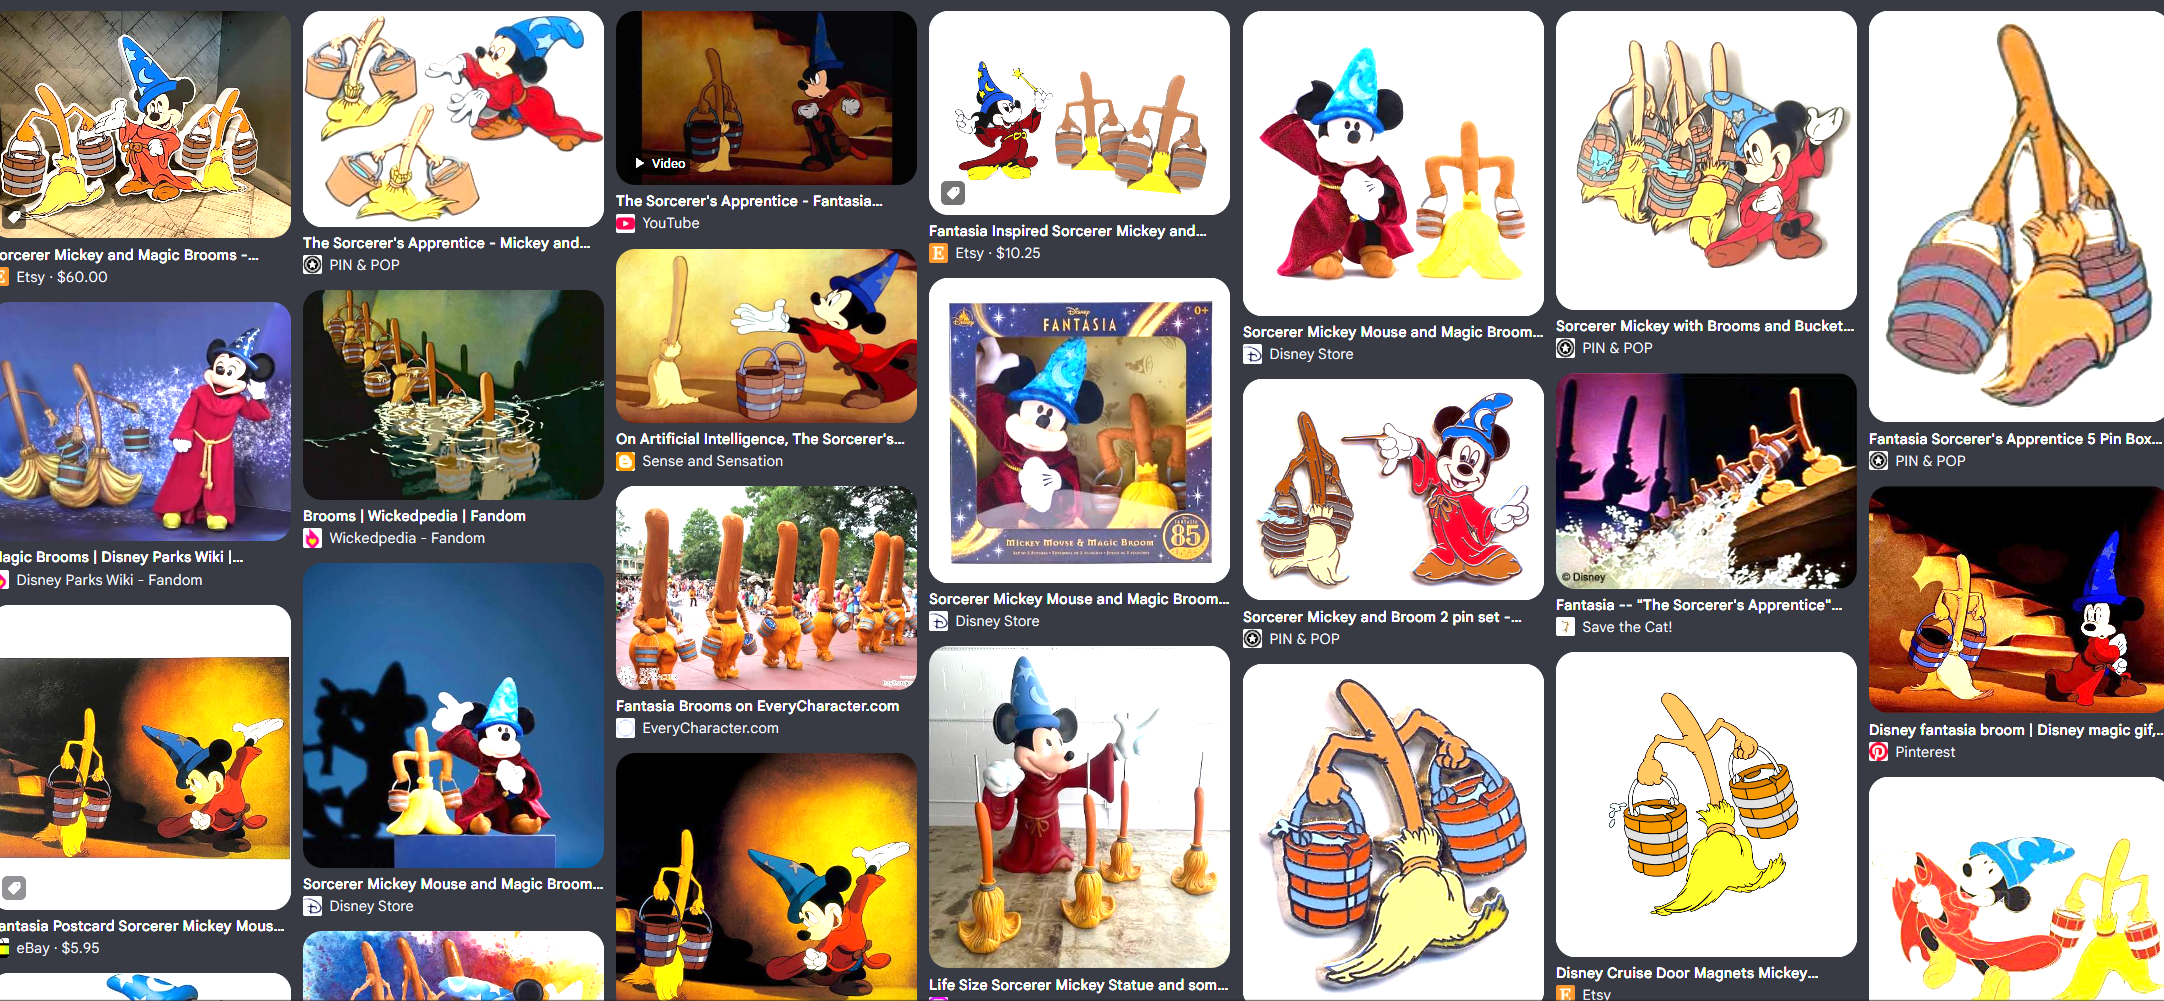 orcerer Mickey and Magic Brooms -...
Etsy · $60.00
agic Brooms | Disney Parks Wiki |...
Disney Parks Wiki - Fandom
antasia Postcard Sorcerer Mickey Mous...
eBay · $5.95
The Sorcerer's Apprentice - Mickey and...
PIN & POP
Brooms | Wickedpedia | Fandom
Wickedpedia - Fandom
Sorcerer Mickey Mouse and Magic Broom...
Disney Store
Video
The Sorcerer's Apprentice - Fantasia...
YouTube
On Artificial Intelligence, The Sorcerer's...
Sense and Sensation
Fantasia Brooms on EveryCharacter.com
EveryCharacter.com
Fantasia Inspired Sorcerer Mickey and...
Etsy · $10.25
Disney
FANTASIA
0+
Disney
MICKEY MOUSE & MAGIC BROOM
FANTASIA
85
Sorcerer Mickey Mouse and Magic Broom...
Disney Store
Life Size Sorcerer Mickey Statue and som...
Sorcerer Mickey Mouse and Magic Broom...
Disney Store
Sorcerer Mickey and Broom 2 pin set -...
PIN & POP
Sorcerer Mickey with Brooms and Bucket...
PIN & POP
© Disney
Fantasia -- "The Sorcerer's Apprentice"...
Save the Cat!
Disney Cruise Door Magnets Mickey...
Etsy
Fantasia Sorcerer's Apprentice 5 Pin Box...
PIN & POP
Disney fantasia broom | Disney magic gif,...
Pinterest